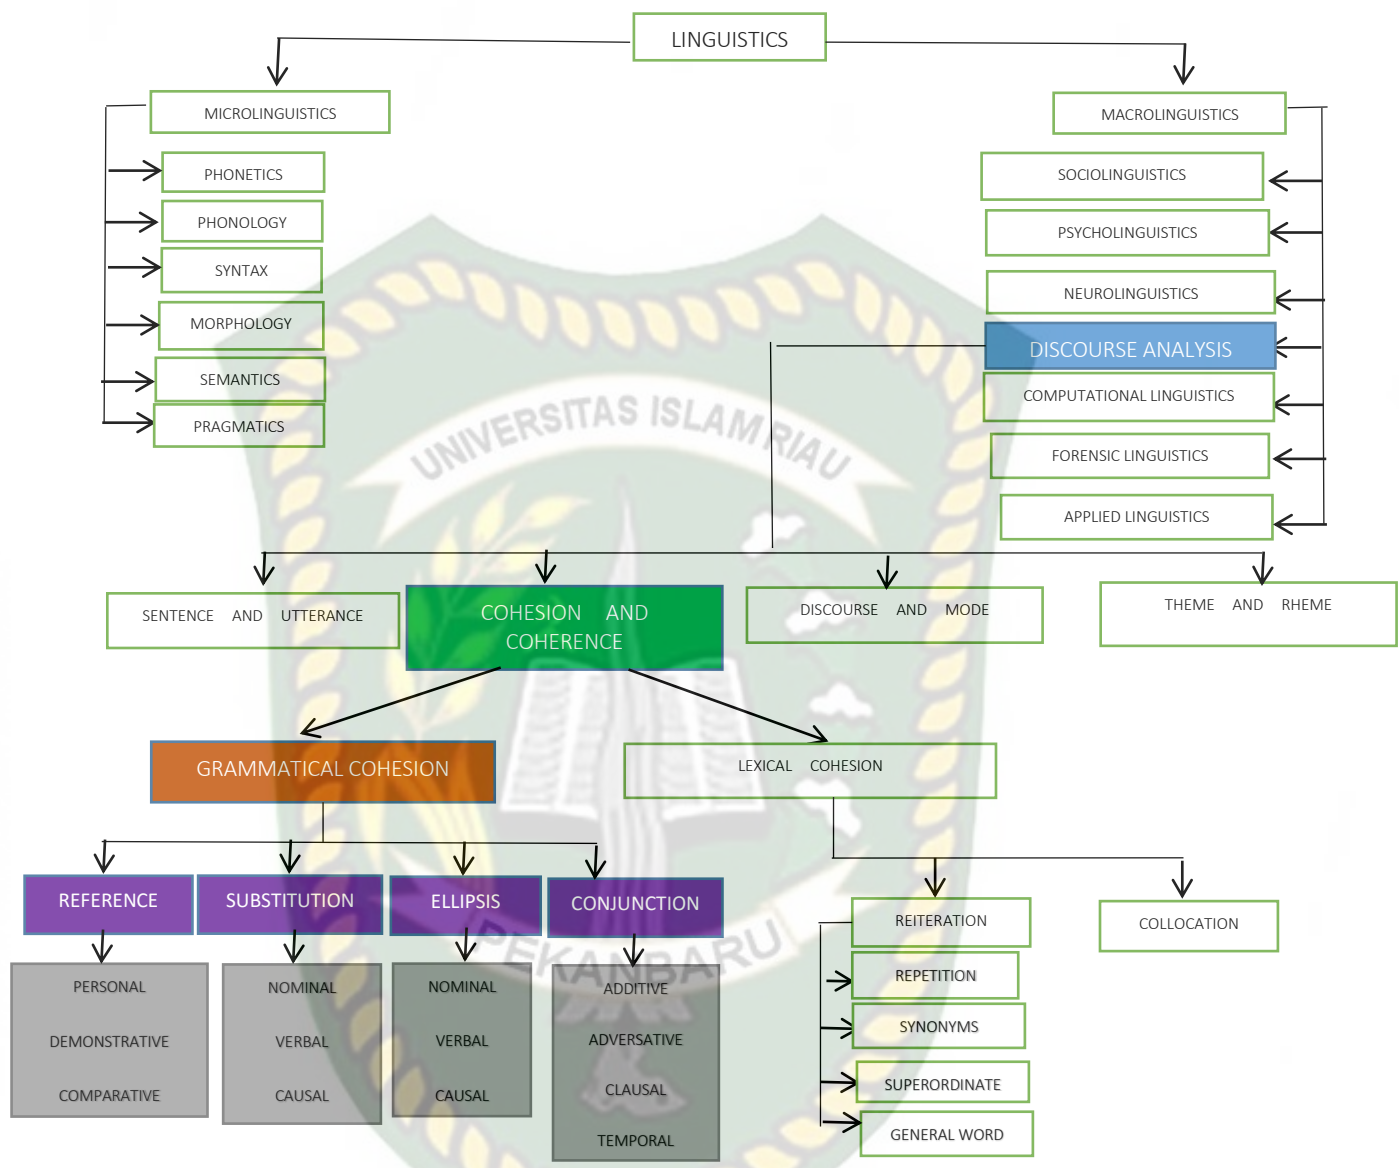 LINGUISTICS
MICROLINGUISTICS
PHONETICS
PHONOLOGY
SYNTAX
MORPHOLOGY
SEMANTICS
PRAGMATICS
MACROLINGUISTICS
SOCIOLINGUISTICS
PSYCHOLINGUISTICS
NEUROLINGUISTICS
DISCOURSE ANALYSIS
COMPUTATIONAL LINGUISTICS
FORENSIC LINGUISTICS
APPLIED LINGUISTICS
UNIVERSITAS ISLAM RIAU
SENTENCE AND UTTERANCE
COHESION AND
COHERENCE
DISCOURSE AND MODE
THEME AND RHEME
GRAMMATICAL COHESION
LEXICAL COHESION
REFERENCE
SUBSTITUTION
ELLIPSIS
CONJUNCTION
PERSONAL
DEMONSTRATIVE
COMPARATIVE
NOMINAL
VERBAL
CAUSAL
NOMINAL
VERBAL
CAUSAL
ADDITIVE
ADVERSATIVE
CLAUSAL
TEMPORAL
REITERATION
REPETITION
SYNONYMS
SUPERORDINATE
GENERAL WORD
COLLOCATION
PEKANBARU